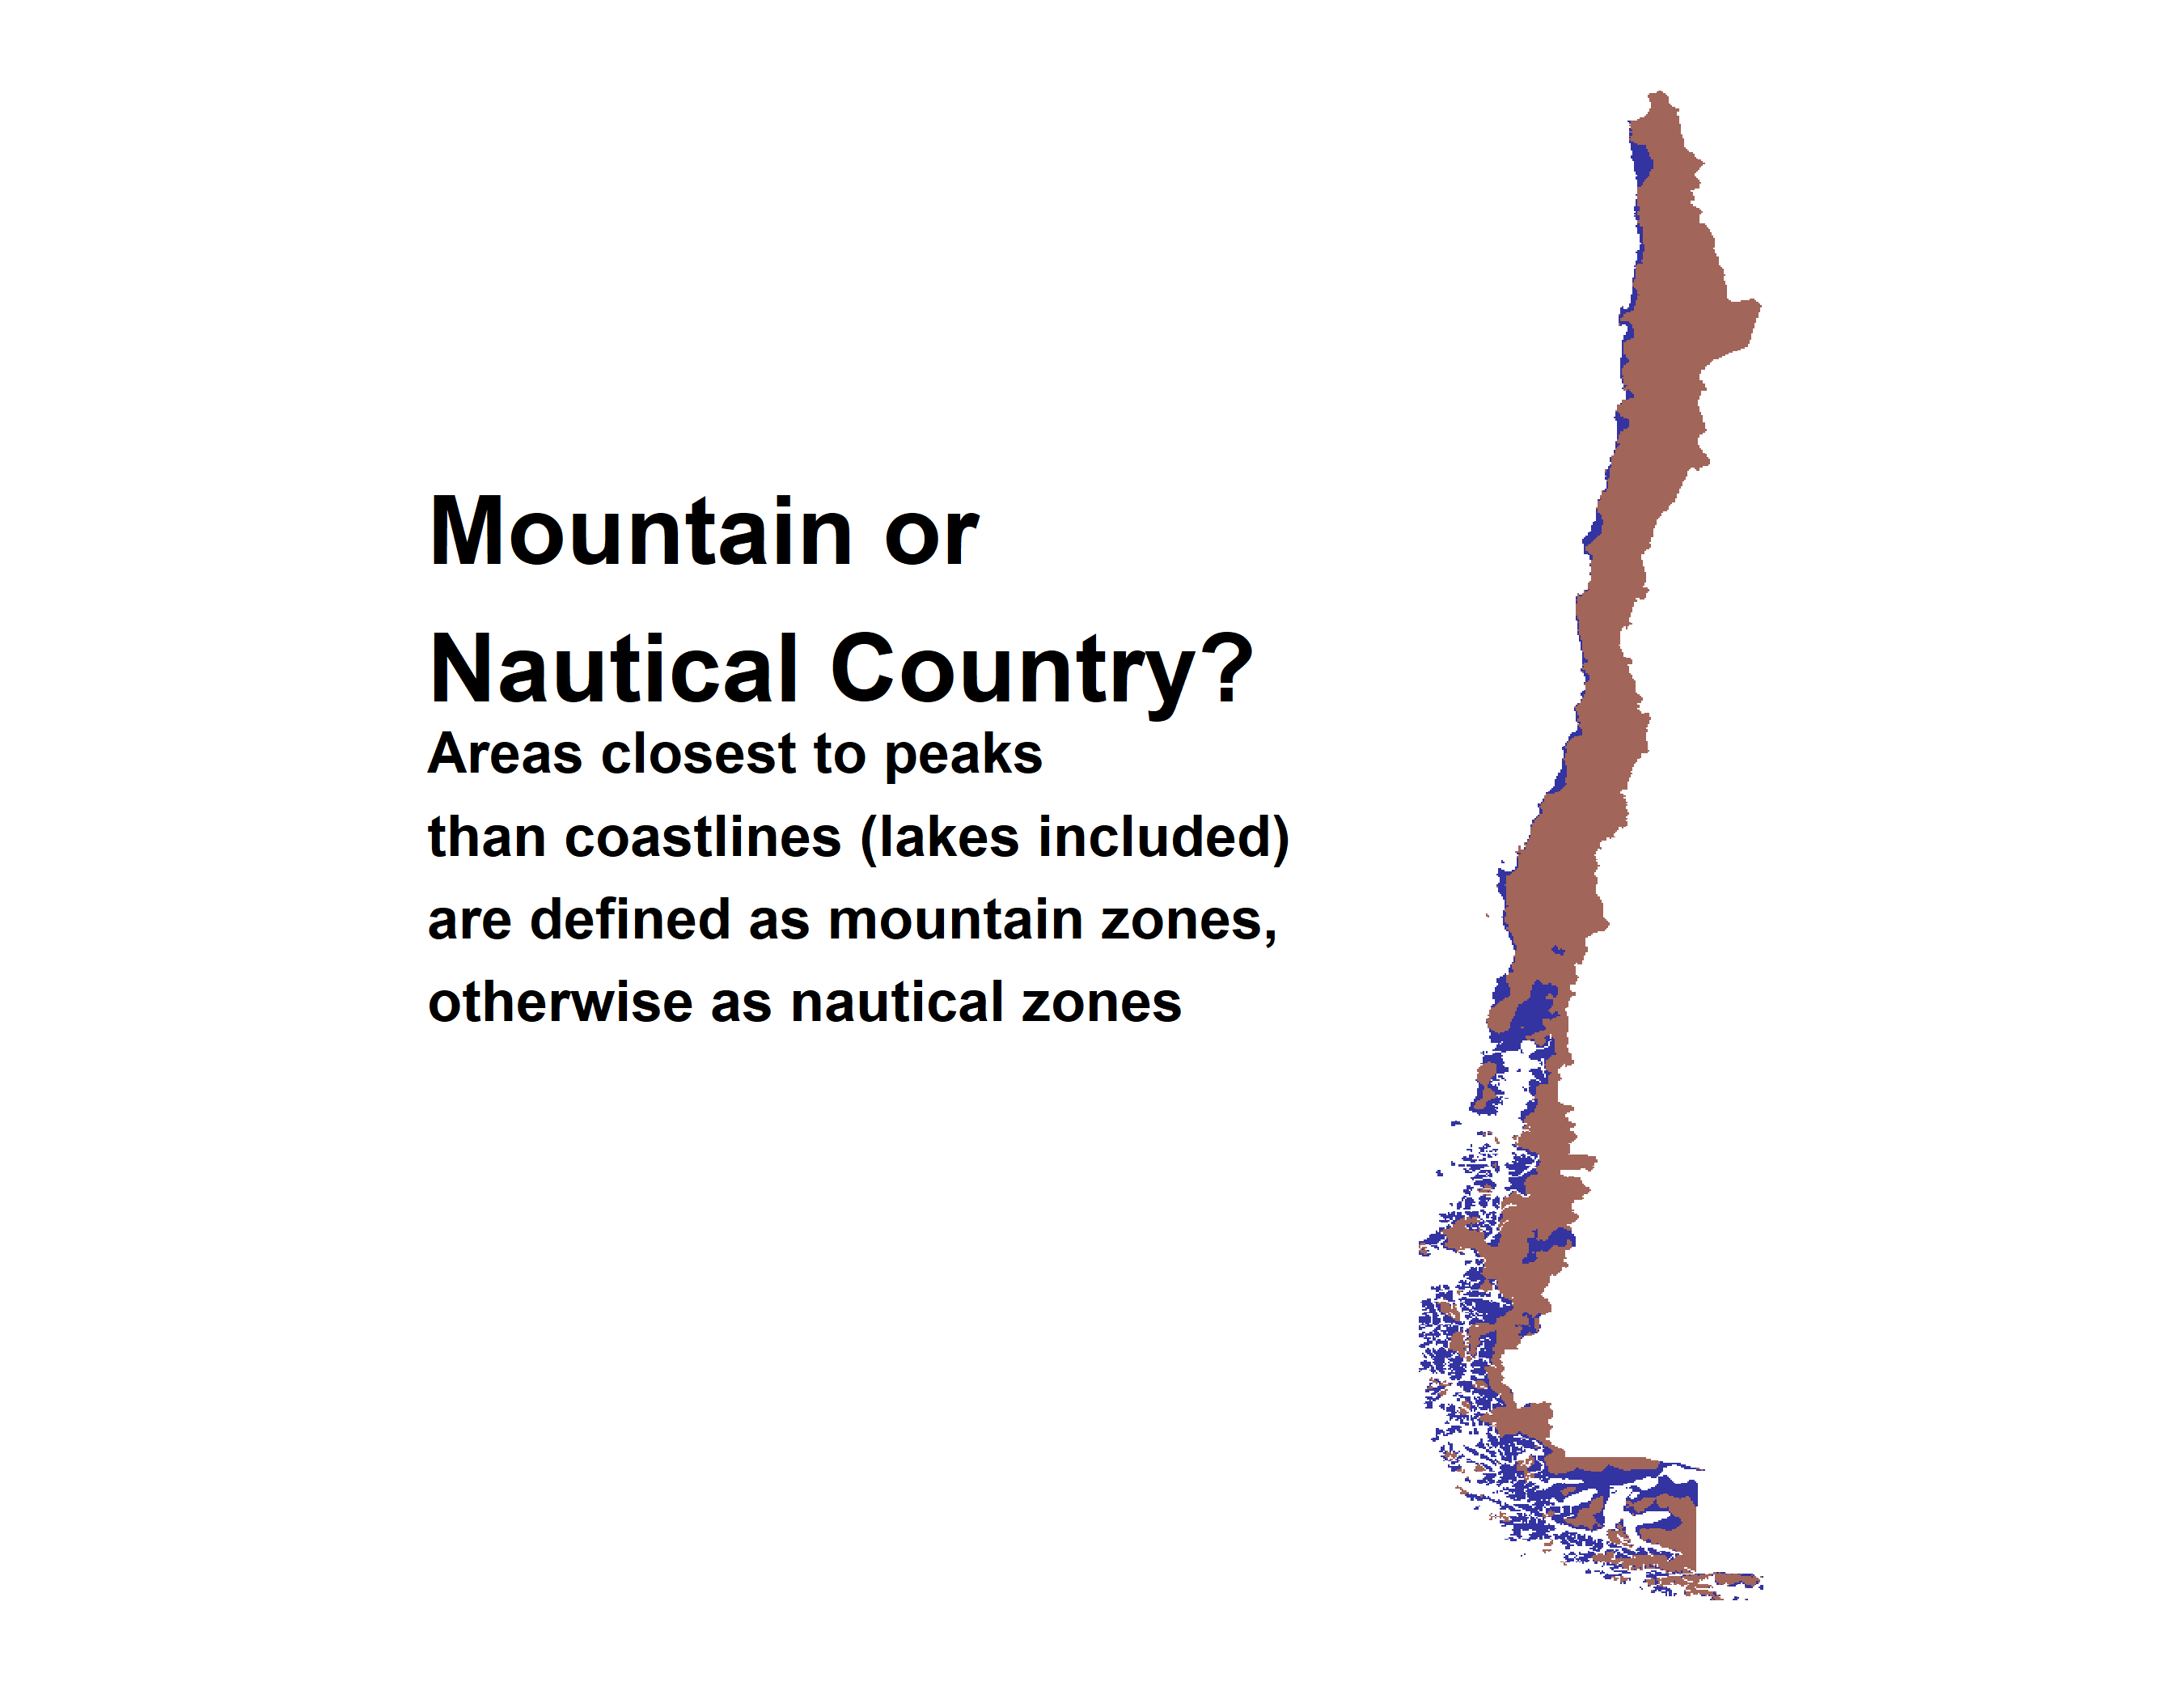 Mountain or
Nautical Country?
Areas closest to peaks
than coastlines (lakes included)
are defined as mountain zones,
otherwise as nautical zones